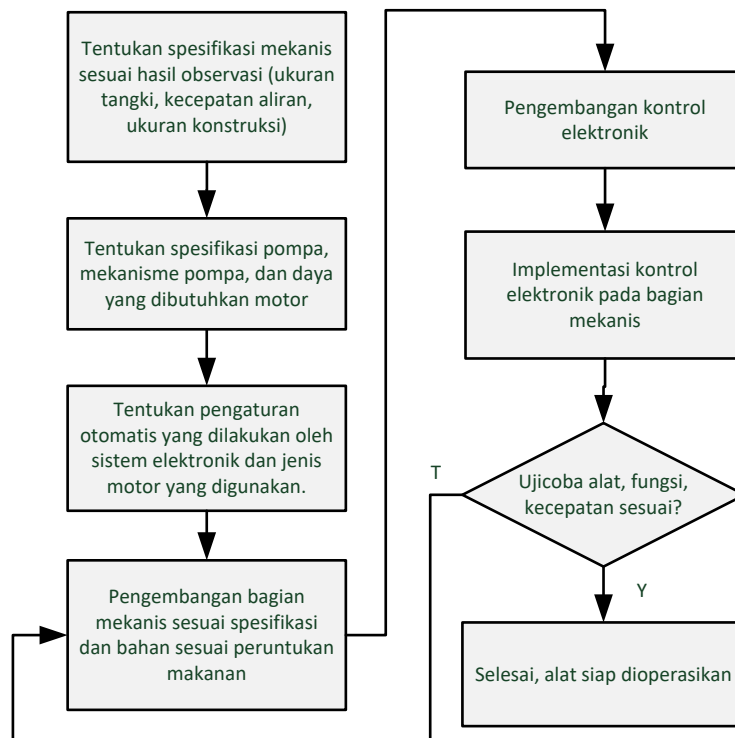 Tentukan spesifikasi mekanis
sesuai hasil observasi (ukuran
tangki, kecepatan aliran,
ukuran konstruksi)
Tentukan spesifikasi pompa,
mekanisme pompa, dan daya
yang dibutuhkan motor
Tentukan pengaturan
otomatis yang dilakukan oleh
sistem elektronik dan jenis
motor yang digunakan.
Pengembangan bagian
mekanis sesuai spesifikasi
dan bahan sesuai peruntukan
makanan
Pengembangan kontrol
elektronik
Implementasi kontrol
elektronik pada bagian
mekanis
T
Ujicoba alat, fungsi,
kecepatan sesuai?
Y
Selesai, alat siap dioperasikan